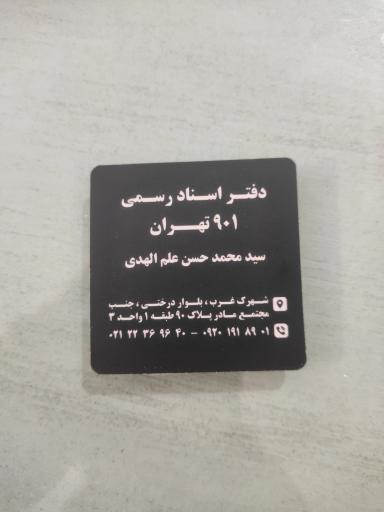 دفتر اسناد رسمی
۹۰۱ تهران
سید محمد حسن علم الهدی
شهرک غرب ، بلوار درختی ، جنب
مجتمع مادر پلاک ۹۰ طبقه ۱ واحد ۳
۰۲۱ ۲۲ ۳۶ ۹۶ ۴۰ - ۰۹۲۰ ۱۹۱ ۸۹ ۰۱